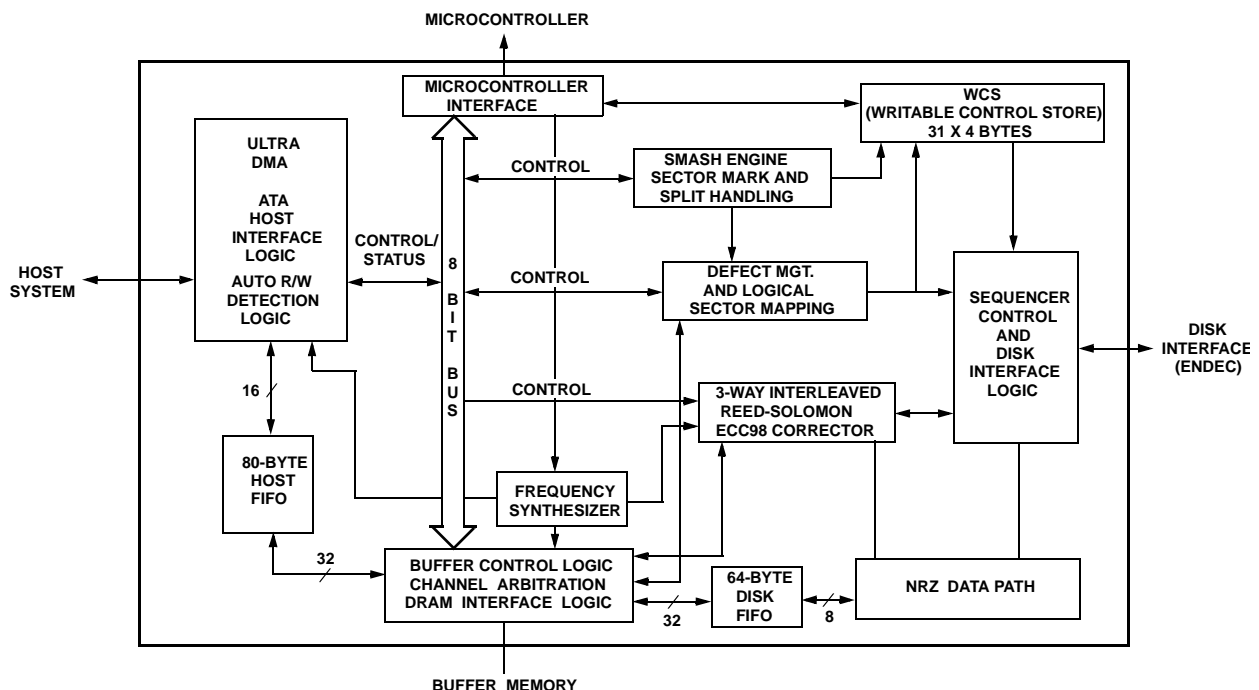 MICROCONTROLLER
MICROCONTROLLER
INTERFACE
WCS
(WRITABLE CONTROL STORE)
31 X 4 BYTES
ULTRA
DMA
ATA
HOST
INTERFACE
LOGIC
AUTO R/W
DETECTION
LOGIC
CONTROL
SMASH ENGINE
SECTOR MARK AND
SPLIT HANDLING
CONTROL/
STATUS
8 BIT BUS
HOST
SYSTEM
CONTROL
DEFECT MGT.
AND LOGICAL
SECTOR MAPPING
SEQUENCER
CONTROL
AND
DISK
INTERFACE
LOGIC
DISK
INTERFACE
(ENDEC)
16
CONTROL
3-WAY INTERLEAVED
REED-SOLOMON
ECC98 CORRECTOR
80-BYTE
HOST
FIFO
FREQUENCY
SYNTHESIZER
32
BUFFER CONTROL LOGIC
CHANNEL ARBITRATION
DRAM INTERFACE LOGIC
32
64-BYTE
DISK
FIFO
8
NRZ DATA PATH
BUFFER MEMORY